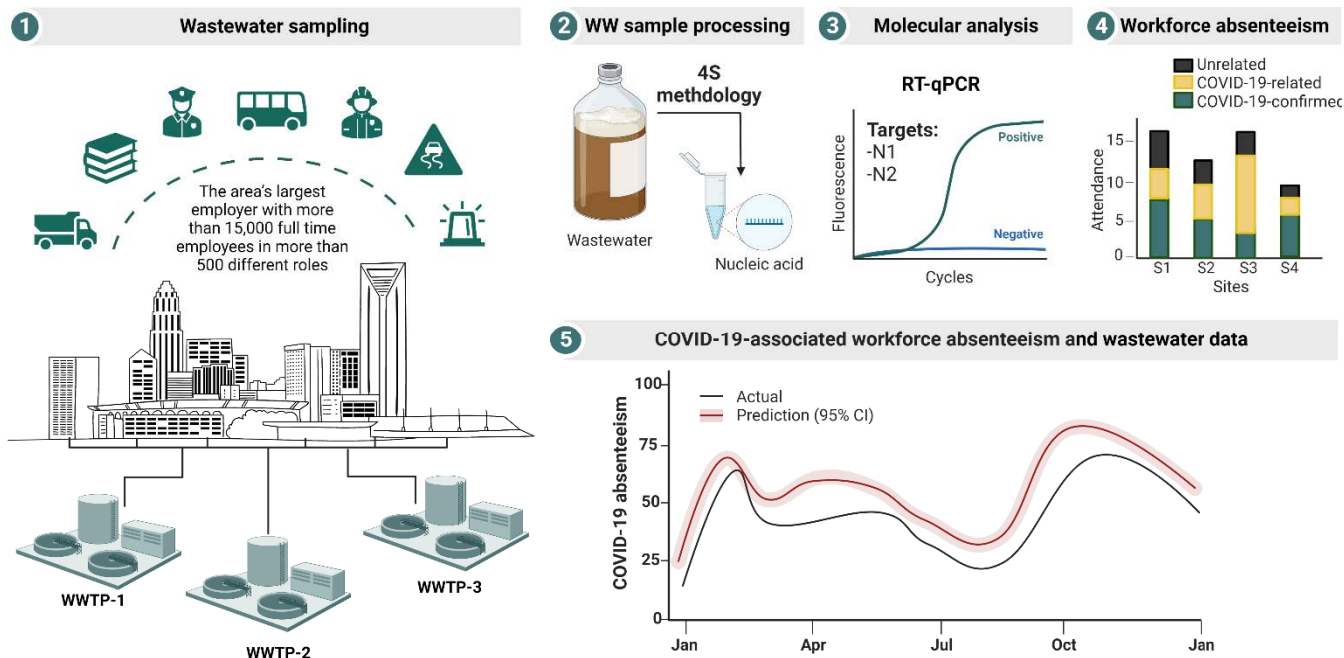 1 Wastewater sampling
The area's largest
employer with more
than 15,000 full time
employees in more than
500 different roles
WWTP-1
WWTP-2
WWTP-3
2 WW sample processing
4S
methdology
Wastewater
Nucleic acid
3 Molecular analysis
RT-qPCR
Targets:
-N1
-N2
Positive
Negative
Fluorescence
Cycles
4 Workforce absenteeism
Unrelated
COVID-19-related
COVID-19-confirmed
Attendance
15
10
5
0
S1 S2 S3 S4
Sites
5 COVID-19-associated workforce absenteeism and wastewater data
Actual
Prediction (95% CI)
COVID-19 absenteeism
100
75
50
25
0
Jan Apr Jul Oct Jan